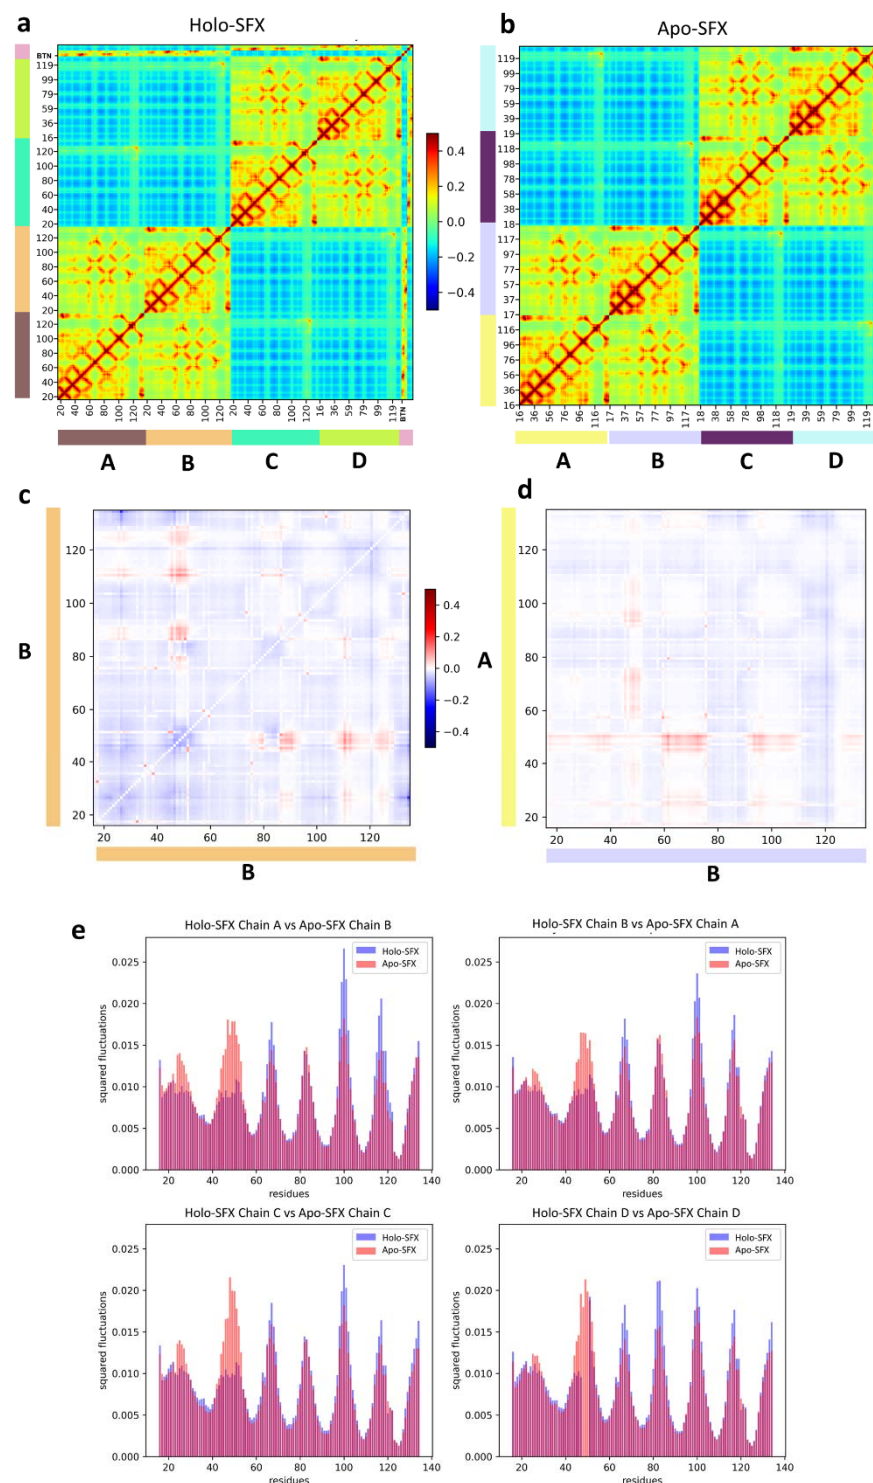 a
Holo-SFX
BTN
119
99
79
59
36
16
120
100
80
60
40
20
120
100
80
60
40
20
120
100
80
60
40
20
20 40 60 80 100 120 20 40 60 80 100 120 20 40 60 80 100 120 16 36 59 79 99 119 BTN
A B C D
0.4
0.2
0.0
−0.2
−0.4
b
Apo-SFX
119
99
79
59
39
19
118
98
78
58
38
18
117
97
77
57
37
17
116
96
76
56
36
16
16 36 56 76 96 116 17 37 57 77 97 117 18 38 58 78 98 118 19 39 59 79 99 119
A B C D
c
B
120
100
80
60
40
20
20 40 60 80 100 120
B
0.4
0.2
0.0
−0.2
−0.4
d
A
120
100
80
60
40
20
20 40 60 80 100 120
B
e
Holo-SFX Chain A vs Apo-SFX Chain B
Holo-SFX
Apo-SFX
squared fluctuations
0.025
0.020
0.015
0.010
0.005
0.000
20 40 60 80 100 120 140
residues
Holo-SFX Chain B vs Apo-SFX Chain A
Holo-SFX
Apo-SFX
squared fluctuations
0.025
0.020
0.015
0.010
0.005
0.000
20 40 60 80 100 120 140
residues
Holo-SFX Chain C vs Apo-SFX Chain C
Holo-SFX
Apo-SFX
squared fluctuations
0.025
0.020
0.015
0.010
0.005
0.000
20 40 60 80 100 120 140
residues
Holo-SFX Chain D vs Apo-SFX Chain D
Holo-SFX
Apo-SFX
squared fluctuations
0.025
0.020
0.015
0.010
0.005
0.000
20 40 60 80 100 120 140
residues